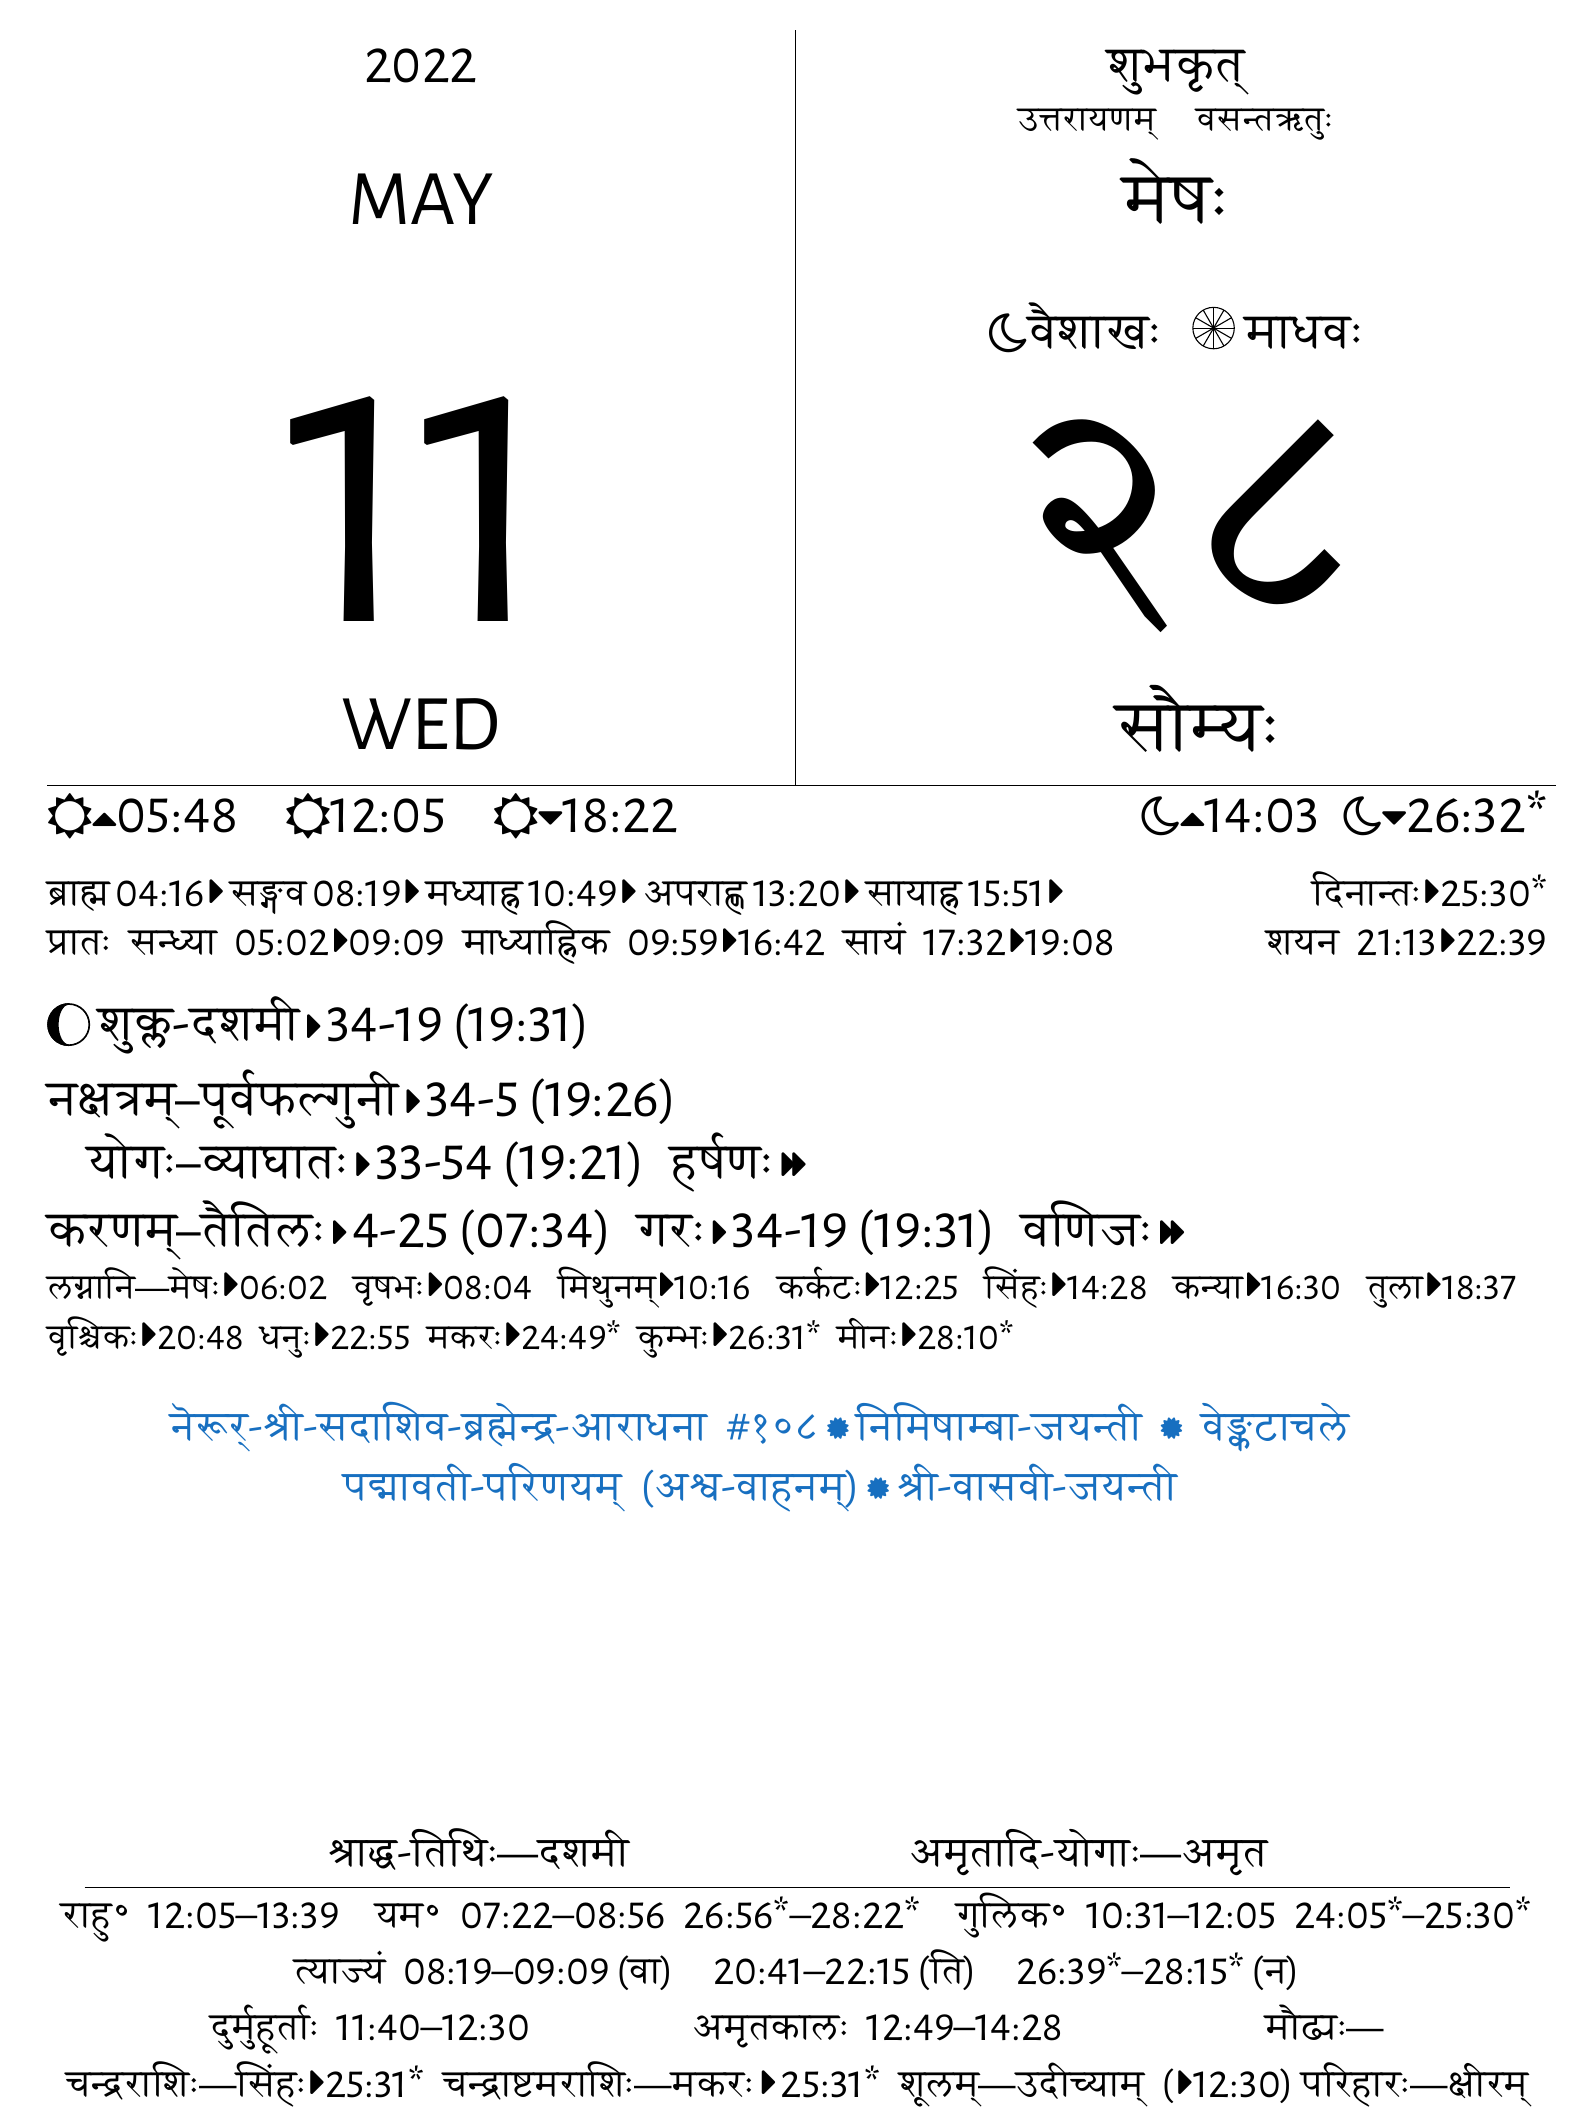 2022
MAY
11
WED
शुभकृत्
उत्तरायणम् वसन्तऋतुः
मेषः
वैशाखः माधवः
२८
सौम्यः
05:48 12:05 18:22 14:03 26:32*
ब्राह्म 04:16 सङ्गव 08:19 मध्याह्न 10:49 अपराह्ण 13:20 सायाह्न 15:51 दिनान्तः 25:30*
प्रातः सन्ध्या 05:02 09:09 माध्याह्निक 09:59 16:42 सायं 17:32 19:08 शयन 21:13 22:39
शुक्ल-दशमी 34-19 (19:31)
नक्षत्रम्–पूर्वफल्गुनी 34-5 (19:26)
योगः–व्याघातः 33-54 (19:21) हर्षणः
करणम्–तैतिलः 4-25 (07:34) गरः 34-19 (19:31) वणिजः
लग्नानि—मेषः 06:02 वृषभः 08:04 मिथुनम् 10:16 कर्कटः 12:25 सिंहः 14:28 कन्या 16:30 तुला 18:37
वृश्चिकः 20:48 धनुः 22:55 मकरः 24:49* कुम्भः 26:31* मीनः 28:10*
नॆरूर्-श्री-सदाशिव-ब्रह्मेन्द्र-आराधना #१०८ निमिषाम्बा-जयन्ती वेङ्कटाचले
पद्मावती-परिणयम् (अश्व-वाहनम्) श्री-वासवी-जयन्ती
श्राद्ध-तिथिः—दशमी अमृतादि-योगाः—अमृत
राहु° 12:05–13:39 यम° 07:22–08:56 26:56*–28:22* गुलिक° 10:31–12:05 24:05*–25:30*
त्याज्यं 08:19–09:09 (वा) 20:41–22:15 (ति) 26:39*–28:15* (न)
दुर्मुहूर्ताः 11:40–12:30 अमृतकालः 12:49–14:28 मौढ्यः—
चन्द्रराशिः—सिंहः 25:31* चन्द्राष्टमराशिः—मकरः 25:31* शूलम्—उदीच्याम् (12:30) परिहारः—क्षीरम्